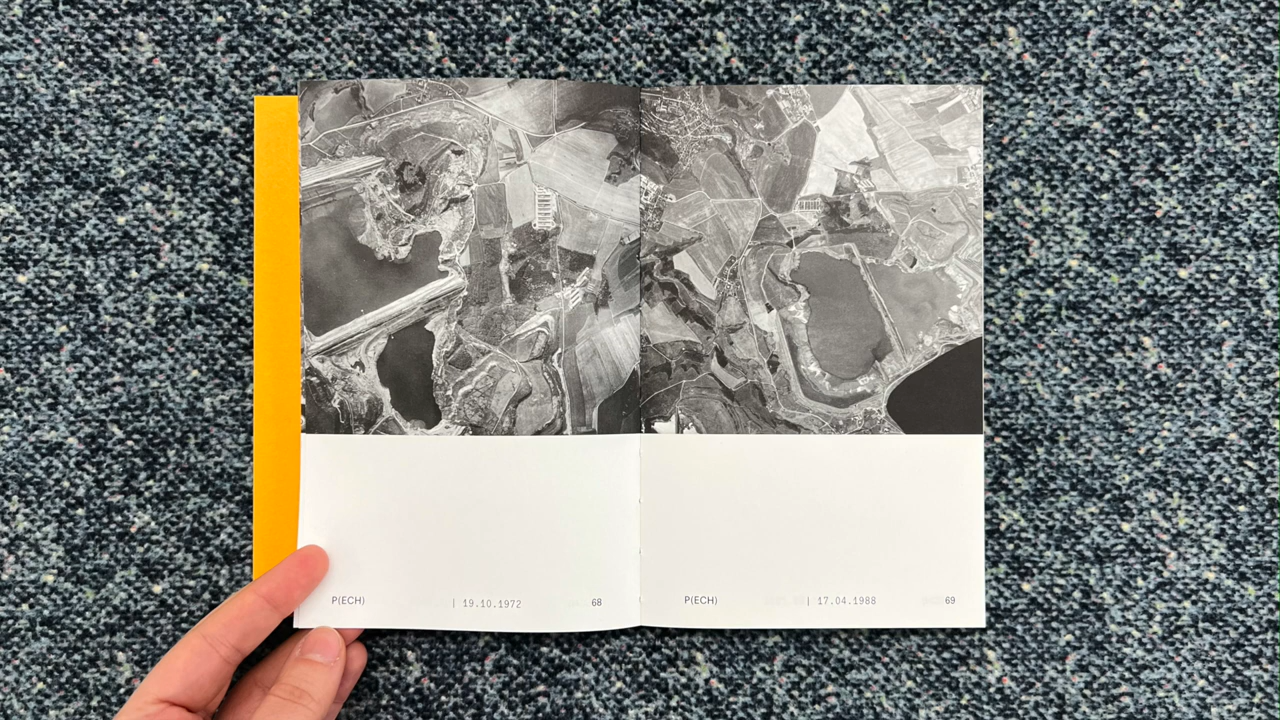 P(ECH) | 19.10.1972 68
P(ECH) | 17.04.1988 69